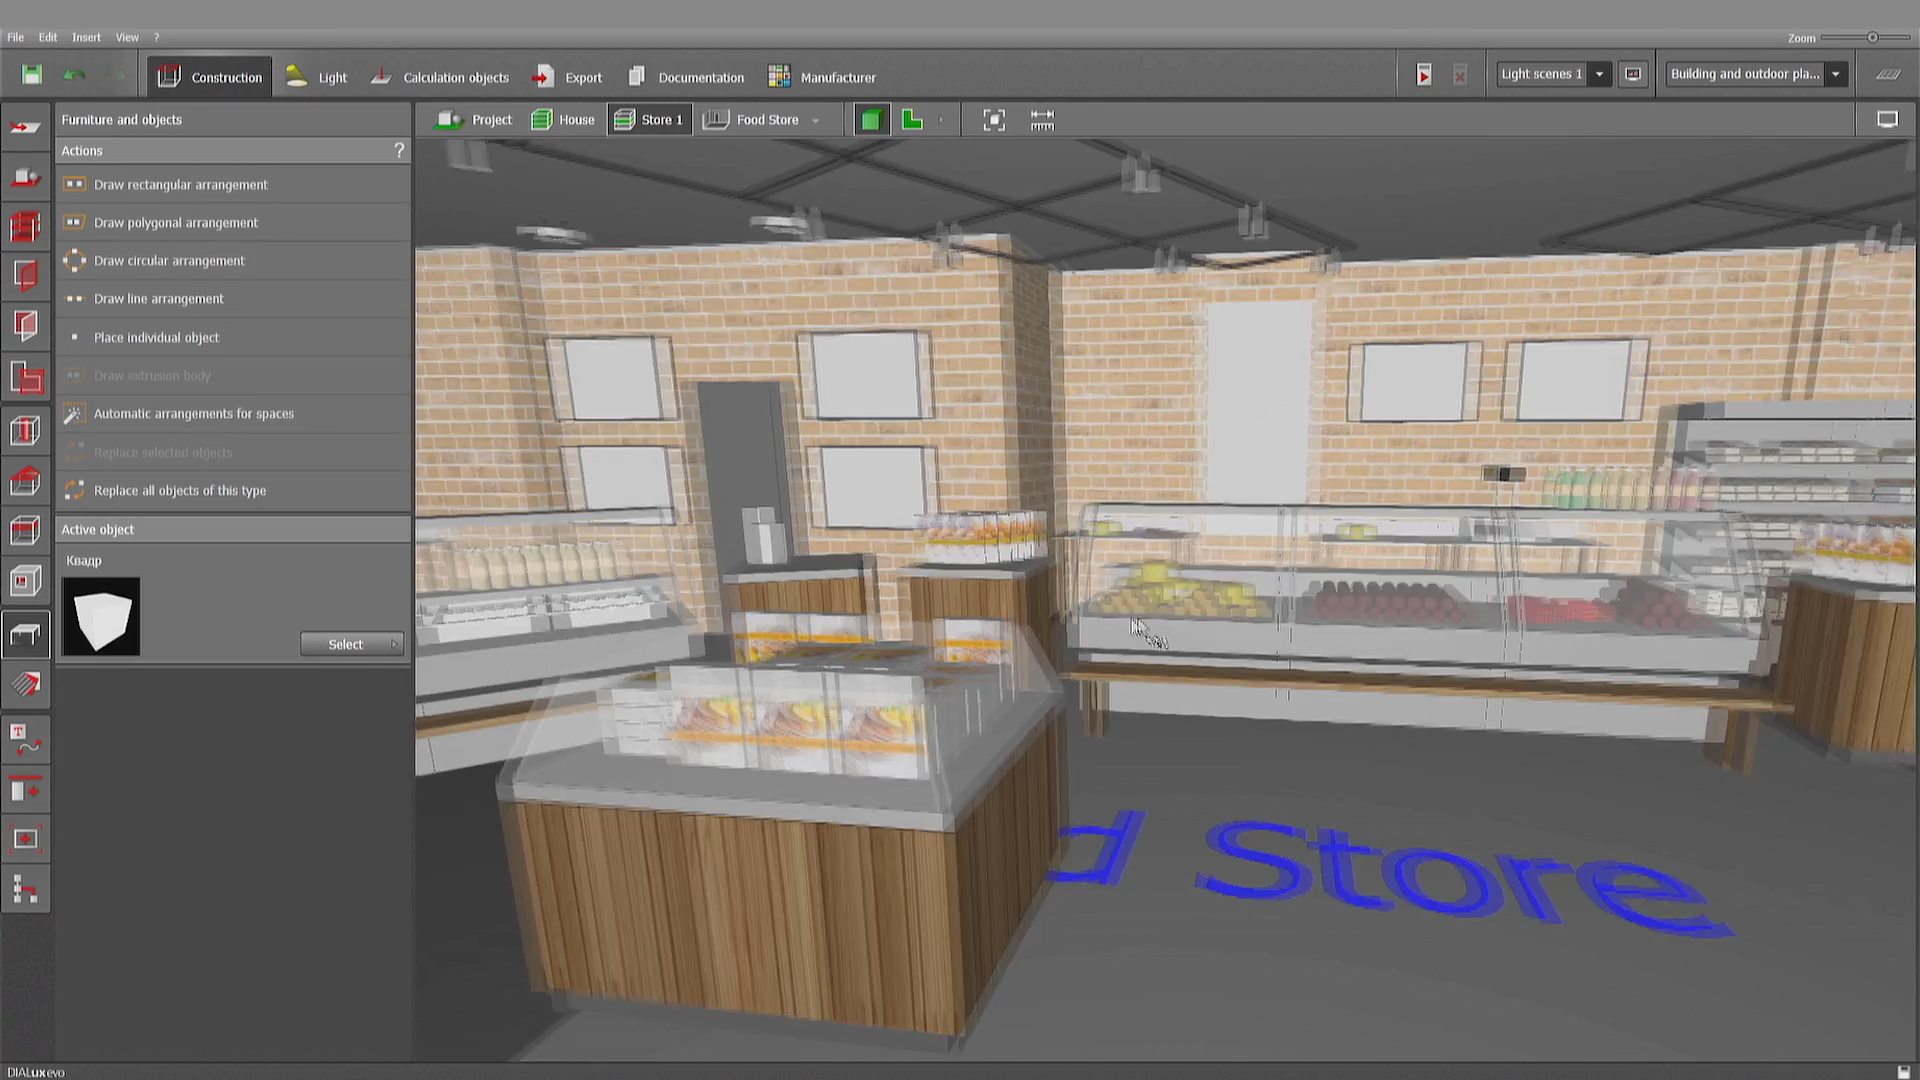 File Edit Insert View ?
Zoom
Construction Light Calculation objects Export Documentation Manufacturer
Light scenes 1
Building and outdoor pla...
Furniture and objects
Project House Store 1 Food Store
Actions ?
Draw rectangular arrangement
Draw polygonal arrangement
Draw circular arrangement
Draw line arrangement
Place individual object
Draw extrusion body
Automatic arrangements for spaces
Replace selected objects
Replace all objects of this type
Active object
Квадр
Select
T
d Store
DIALux evo